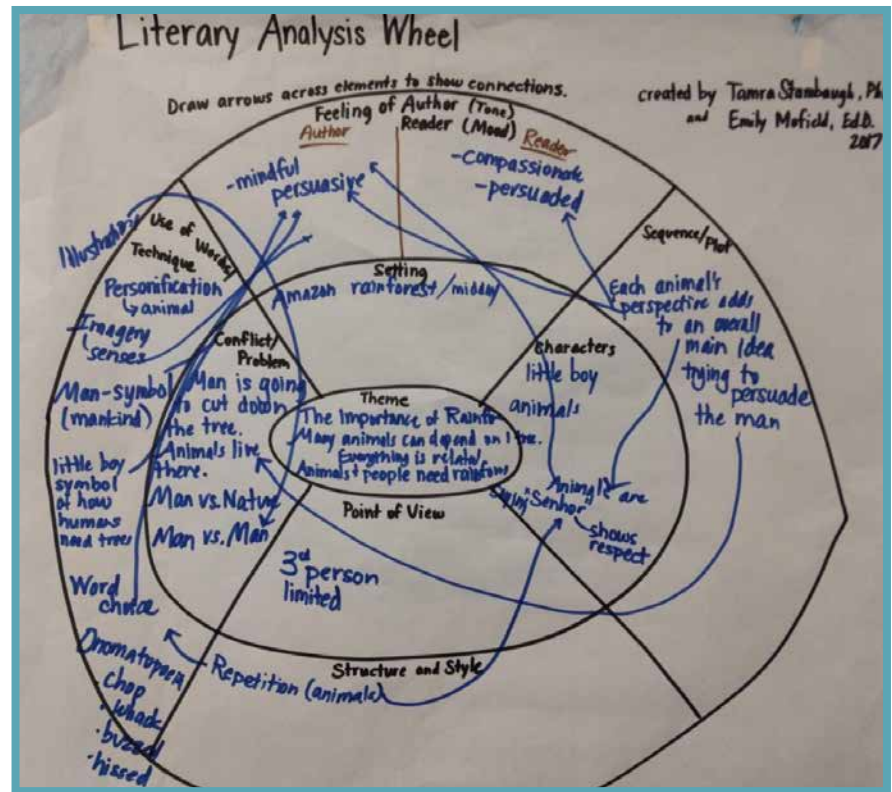 Literary Analysis Wheel
Draw arrows across elements to show connections.
created by Tamra Stambaugh, Ph
and Emily Mofield, Ed.D.
2017
Feeling of Author (Tone)
Reader (Mood)
Author
Reader
-mindful
persuasive
-compassionate
-persuaded
Use of Words/
Technique
Personification
animal
Imagery
senses
Man-symbol
(mankind)
little boy
symbol
of how
humans
need trees
Word
choice
Onomatopoeia
·Chop
·whack
·buzzed
·hissed
Setting
Amazon rainforest/midday
Sequence/Plot
Each animal's
perspective adds
to an overall
main idea
trying to
persuade
the man
Conflict/
Problem
Man is going
to cut down
the tree.
Animals live
there.
Man vs. Nature
Man vs. Man
Characters
little boy
animals
Animals are
saying "Senhor"
shows
respect
Theme
The Importance of
Many animals can depend on 1 tree.
Everything is related
Animals + people need
Point of View
3rd person
limited
Structure and Style
Repetition (animals)